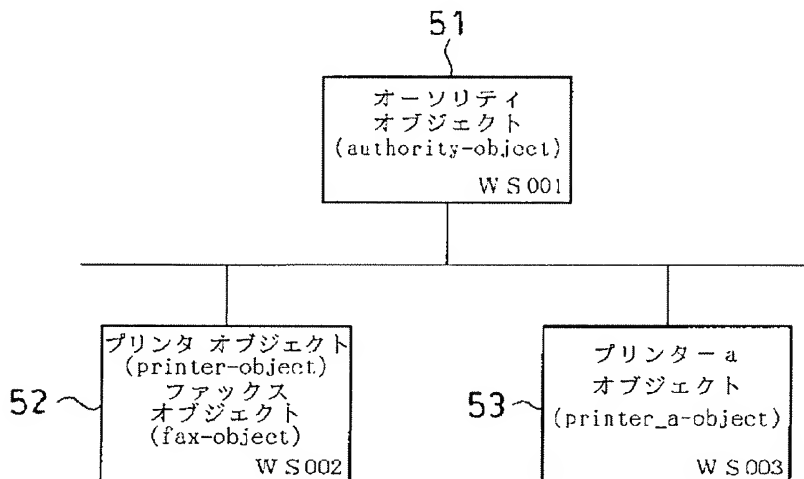 51
オーソリティ
オブジェクト
(authority-object)
WS001
52
プリンタ オブジェクト
(printer-object)
ファックス
オブジェクト
(fax-object)
WS002
53
プリンターa
オブジェクト
(printer_a-object)
WS003